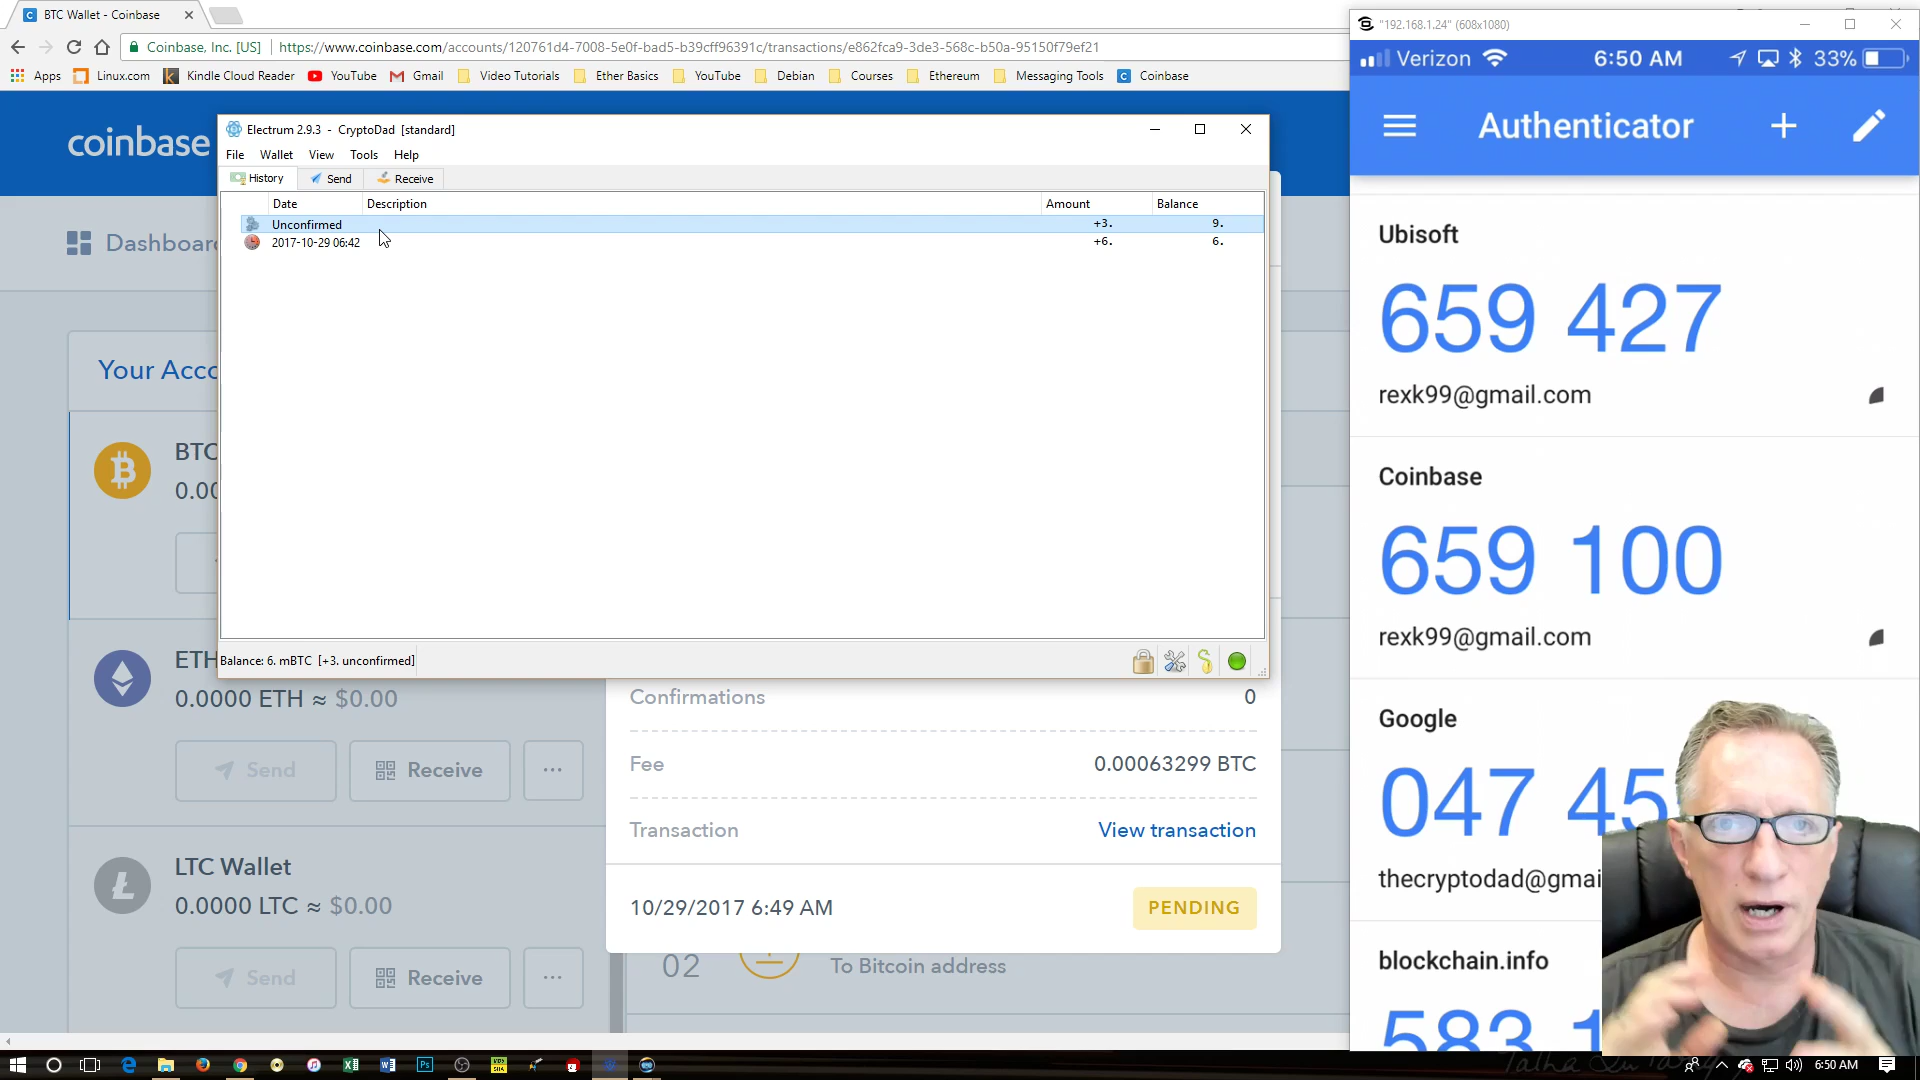 BTC Wallet - Coinbase
Coinbase, Inc. [US]
https://www.coinbase.com/accounts/120761d4-7008-5e0f-bad5-b39cff96391c/transactions/e862fca9-3de3-568c-b50a-95150f79ef21
Apps Linux.com Kindle Cloud Reader YouTube Gmail Video Tutorials Ether Basics YouTube Debian Courses Ethereum Messaging Tools Coinbase
coinbase
Your Acco
BTC
0.00
ETH
0.0000 ETH ≈ $0.00
Send Receive ...
LTC Wallet
0.0000 LTC ≈ $0.00
Send Receive ...
Electrum 2.9.3 - CryptoDad [standard]
File Wallet View Tools Help
History Send Receive
Date Description Amount Balance
Unconfirmed +3. 9.
2017-10-29 06:42 +6. 6.
Balance: 6. mBTC [+3. unconfirmed]
Confirmations 0
Fee 0.00063299 BTC
Transaction View transaction
10/29/2017 6:49 AM PENDING
02 To Bitcoin address
"192.168.1.24" (608x1080)
Verizon 6:50 AM 33%
Authenticator
Ubisoft
659 427
rexk99@gmail.com
Coinbase
659 100
rexk99@gmail.com
Google
047 45
thecryptodad@gmai
blockchain.info
583 1
6:50 AM